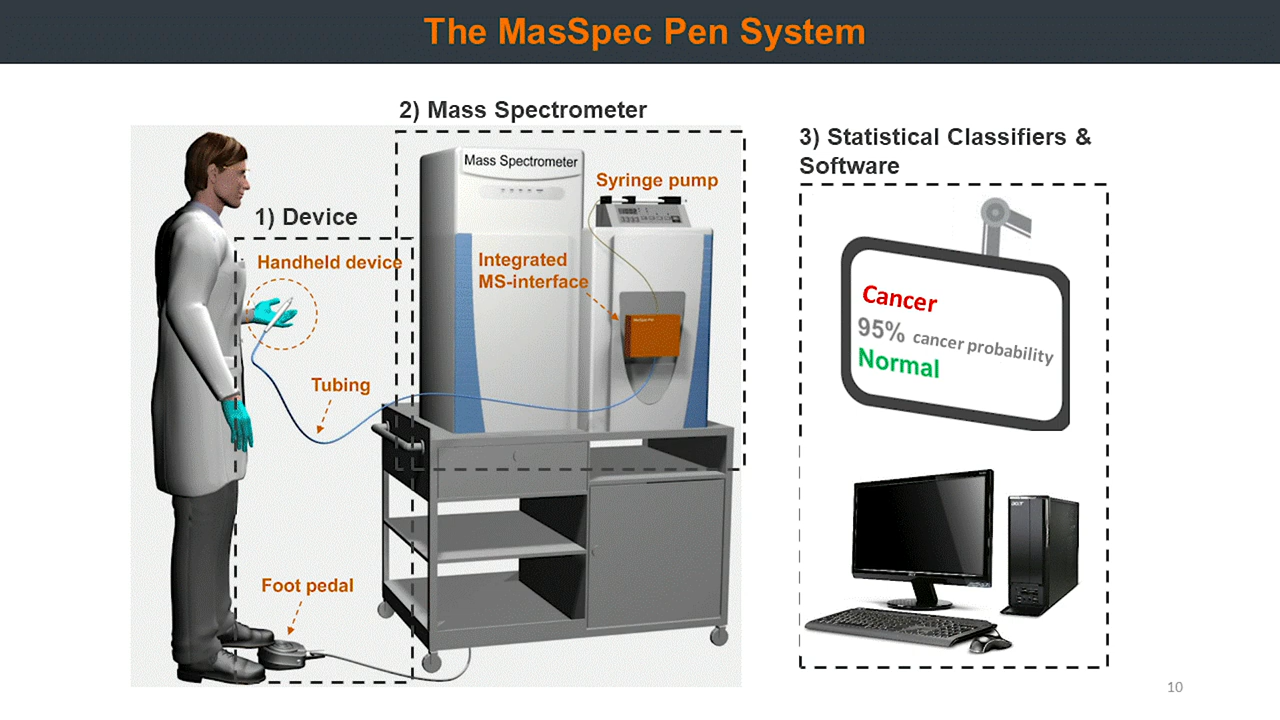 The MasSpec Pen System
2) Mass Spectrometer
3) Statistical Classifiers &
Software
Mass Spectrometer
Syringe pump
1) Device
Handheld device
Integrated
MS-interface
Cancer
95% cancer probability
Normal
Tubing
Foot pedal
acer
10